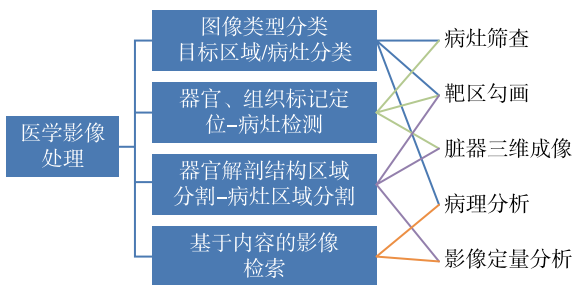 医学影像
处理
图像类型分类
目标区域/病灶分类
器官、组织标记定
位–病灶检测
器官解剖结构区域
分割–病灶区域分割
基于内容的影像
检索
病灶筛查
靶区勾画
脏器三维成像
病理分析
影像定量分析